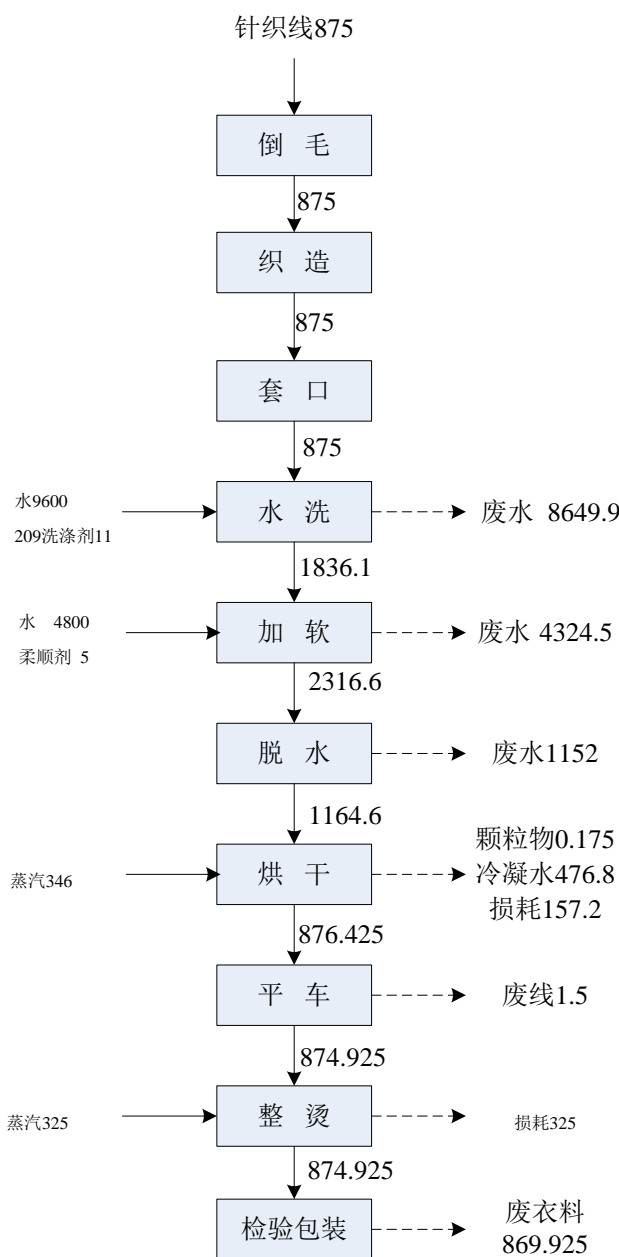 针织线875
倒 毛
875
织 造
875
套 口
875
水9600
209洗涤剂11
水 洗
废水 8649.9
1836.1
水 4800
柔顺剂 5
加软
废水 4324.5
2316.6
脱 水
废水1152
1164.6
蒸汽346
烘 干
颗粒物0.175
冷凝水476.8
损耗157.2
876.425
平 车
废线1.5
874.925
蒸汽325
整 烫
损耗325
874.925
检验包装
废衣料
869.925